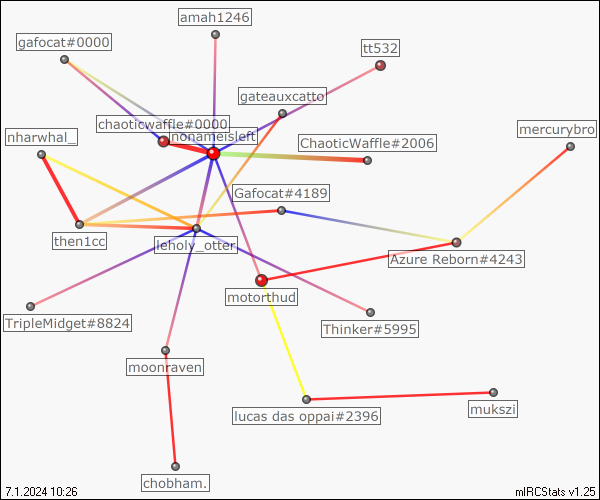 amah1246
gafocat#0000
tt532
gateauxcatto
chaoticwaffle#0000
nonameisleft
mercurybro
nharwhal_
ChaoticWaffle#2006
Gafocat#4189
then1cc
leholy_otter
Azure Reborn#4243
motorthud
TripleMidget#8824
Thinker#5995
moonraven
lucas das oppai#2396
mukszi
chobham.
7.1.2024 10:26
mIRCStats v1.25